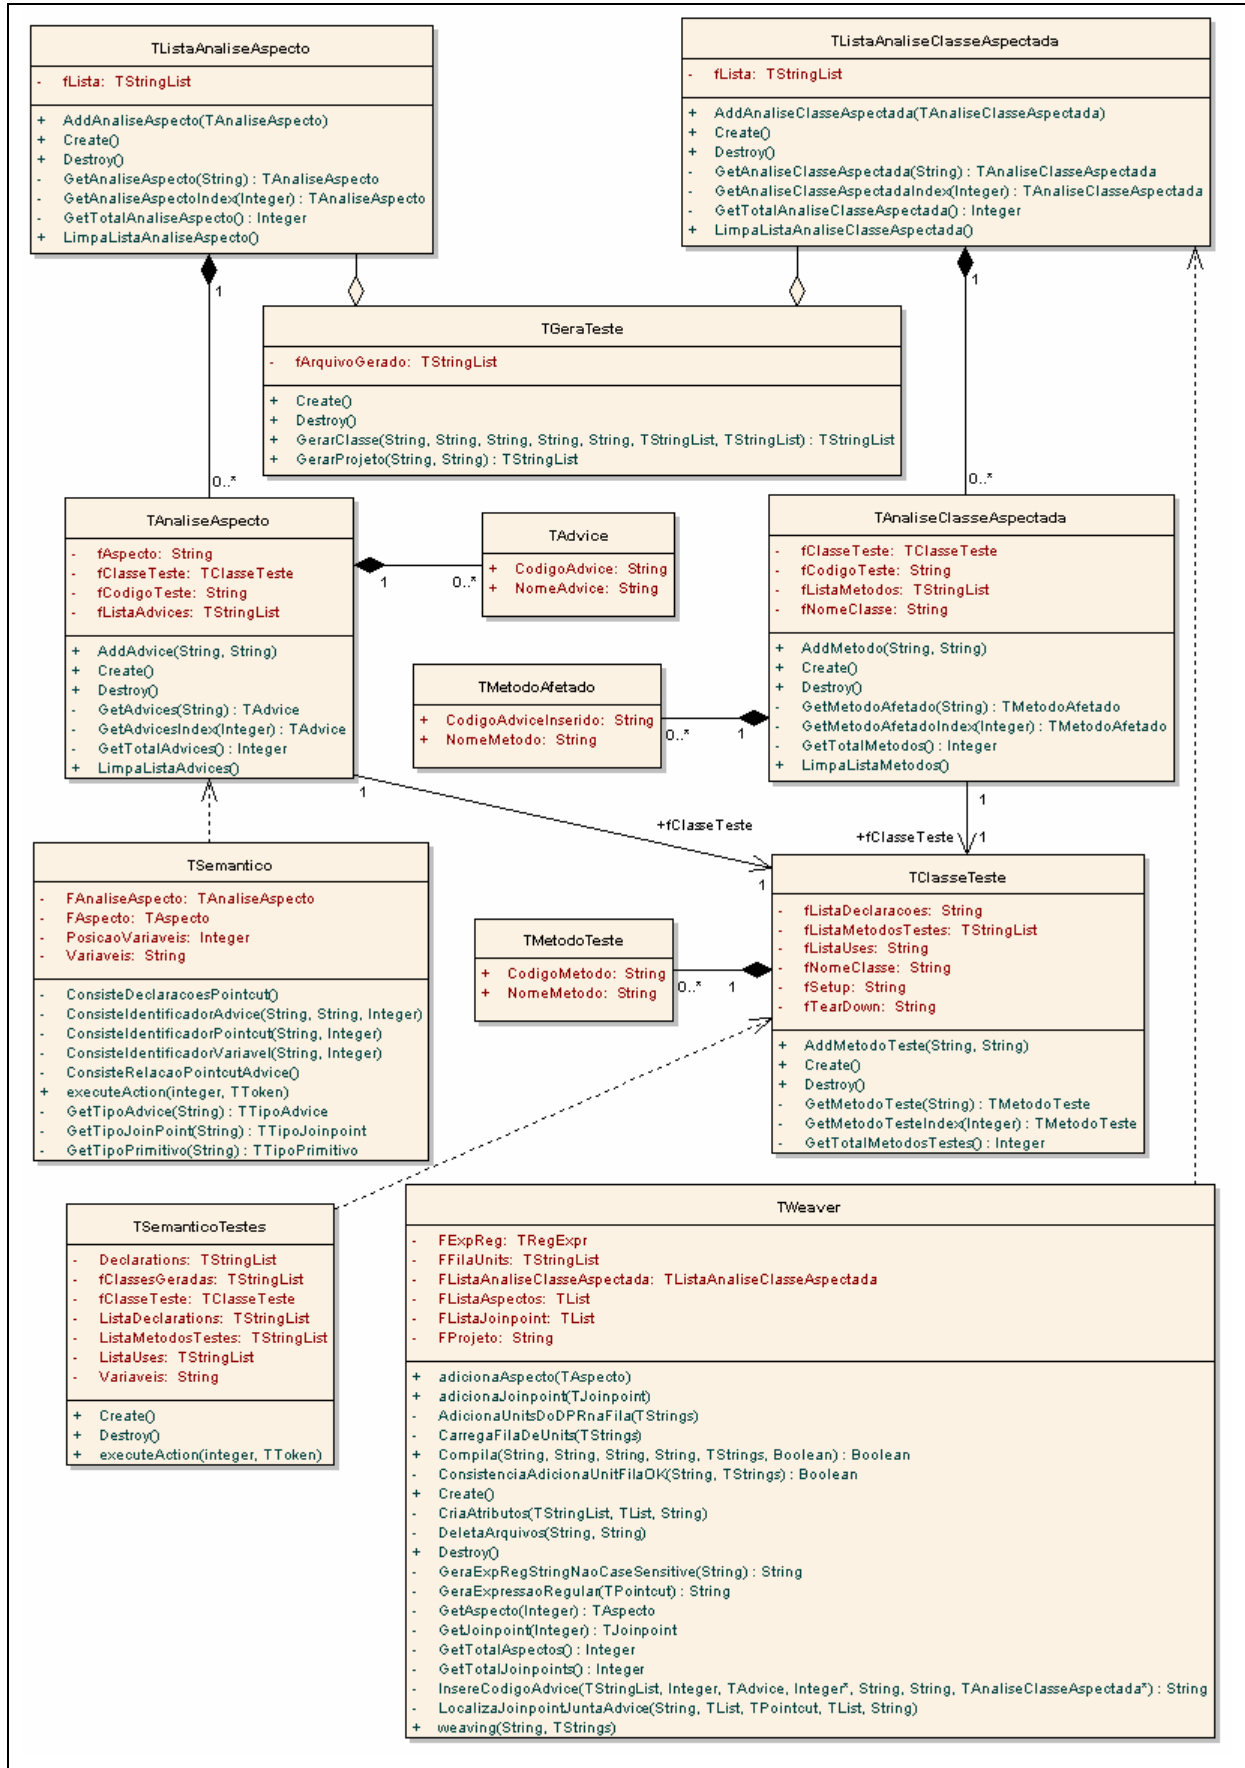 TListaAnaliseAspecto
- fLista: TStringList
+ AddAnaliseAspecto(TAnaliseAspecto)
+ Create()
+ Destroy()
- GetAnaliseAspecto(String) : TAnaliseAspecto
- GetAnaliseAspectoIndex(Integer) : TAnaliseAspecto
- GetTotalAnaliseAspecto() : Integer
+ LimpaListaAnaliseAspecto()
TListaAnaliseClasseAspectada
- fLista: TStringList
+ AddAnaliseClasseAspectada(TAnaliseClasseAspectada)
+ Create()
+ Destroy()
- GetAnaliseClasseAspectada(String) : TAnaliseClasseAspectada
- GetAnaliseClasseAspectadaIndex(Integer) : TAnaliseClasseAspectada
- GetTotalAnaliseClasseAspectada() : Integer
+ LimpaListaAnaliseClasseAspectada()
1
1
TGeraTeste
- fArquivoGerado: TStringList
+ Create()
+ Destroy()
+ GerarClasse(String, String, String, String, String, TStringList, TStringList) : TStringList
+ GerarProjeto(String, String) : TStringList
0..*
0..*
TAnaliseAspecto
- fAspecto: String
- fClasseTeste: TClasseTeste
- fCodigoTeste: String
- fListaAdvices: TStringList
+ AddAdvice(String, String)
+ Create()
+ Destroy()
- GetAdvices(String) : TAdvice
- GetAdvicesIndex(Integer) : TAdvice
- GetTotalAdvices() : Integer
+ LimpaListaAdvices()
1
0..*
TAdvice
+ CodigoAdvice: String
+ NomeAdvice: String
TAnaliseClasseAspectada
- fClasseTeste: TClasseTeste
- fCodigoTeste: String
- fListaMetodos: TStringList
- fNomeClasse: String
+ AddMetodo(String, String)
+ Create()
+ Destroy()
- GetMetodoAfetado(String) : TMetodoAfetado
- GetMetodoAfetadoIndex(Integer) : TMetodoAfetado
- GetTotalMetodos() : Integer
+ LimpaListaMetodos()
TMetodoAfetado
+ CodigoAdviceInserido: String
+ NomeMetodo: String
0..*
1
1
1
+fClasseTeste
+fClasseTeste
1
1
TSemantico
- FAnaliseAspecto: TAnaliseAspecto
- FAspecto: TAspecto
- PosicaoVariaveis: Integer
- Variaveis: String
- ConsisteDeclaracoesPointcut()
- ConsisteIdentificadorAdvice(String, String, Integer)
- ConsisteIdentificadorPointcut(String, Integer)
- ConsisteIdentificadorVariavel(String, Integer)
- ConsisteRelacaoPointcutAdvice()
+ executeAction(integer, TToken)
- GetTipoAdvice(String) : TTipoAdvice
- GetTipoJoinPoint(String) : TTipoJoinpoint
- GetTipoPrimitivo(String) : TTipoPrimitivo
TMetodoTeste
+ CodigoMetodo: String
+ NomeMetodo: String
0..*
1
TClasseTeste
- fListaDeclaracoes: String
- fListaMetodosTestes: TStringList
- fListaUses: String
- fNomeClasse: String
- fSetup: String
- fTearDown: String
+ AddMetodoTeste(String, String)
+ Create()
+ Destroy()
- GetMetodoTeste(String) : TMetodoTeste
- GetMetodoTesteIndex(Integer) : TMetodoTeste
- GetTotalMetodosTestes() : Integer
TSemanticoTestes
- Declarations: TStringList
- fClassesGeradas: TStringList
- fClasseTeste: TClasseTeste
- ListaDeclarations: TStringList
- ListaMetodosTestes: TStringList
- ListaUses: TStringList
- Variaveis: String
+ Create()
+ Destroy()
+ executeAction(integer, TToken)
TWeaver
- FExpReg: TRegExpr
- FFilaUnits: TStringList
- FListaAnaliseClasseAspectada: TListaAnaliseClasseAspectada
- FListaAspectos: TList
- FListaJoinpoint: TList
- FProjeto: String
+ adicionaAspecto(TAspecto)
+ adicionaJoinpoint(TJoinpoint)
- AdicionaUnitsDoDPRnaFila(TStrings)
- CarregaFilaDeUnits(TStrings)
+ Compila(String, String, String, String, TStrings, Boolean) : Boolean
- ConsistenciaAdicionaUnitFilaOK(String, TStrings) : Boolean
+ Create()
- CriaAtributos(TStringList, TList, String)
- DeletaArquivos(String, String)
+ Destroy()
- GeraExpRegStringNaoCaseSensitive(String) : String
- GeraExpressaoRegular(TPointcut) : String
- GetAspecto(Integer) : TAspecto
- GetJoinpoint(Integer) : TJoinpoint
- GetTotalAspectos() : Integer
- GetTotalJoinpoints() : Integer
- InsereCodigoAdvice(TStringList, Integer, TAdvice, Integer*, String, String, TAnaliseClasseAspectada*) : String
- LocalizaJoinpointJuntaAdvice(String, TList, TPointcut, TList, String)
+ weaving(String, TStrings)